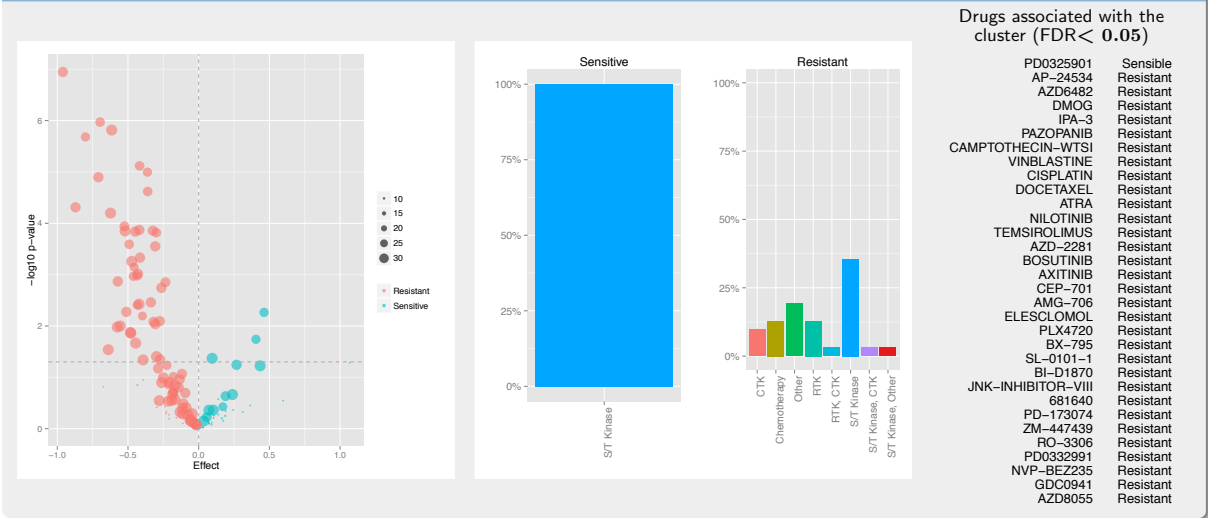 Drugs associated with the
cluster (FDR< 0.05)
−log10 p−value
6
4
2
0
−1.0
−0.5
0.0
0.5
1.0
Effect
10
15
20
25
30
Resistant
Sensitive
Sensitive
100%
75%
50%
25%
0%
S/T Kinase
Resistant
100%
75%
50%
25%
0%
CTK
Chemotherapy
Other
RTK
RTK, CTK
S/T Kinase
S/T Kinase, CTK
S/T Kinase, Other
PD0325901 Sensible
AP−24534 Resistant
AZD6482 Resistant
DMOG Resistant
IPA−3 Resistant
PAZOPANIB Resistant
CAMPTOTHECIN−WTSI Resistant
VINBLASTINE Resistant
CISPLATIN Resistant
DOCETAXEL Resistant
ATRA Resistant
NILOTINIB Resistant
TEMSIROLIMUS Resistant
AZD−2281 Resistant
BOSUTINIB Resistant
AXITINIB Resistant
CEP−701 Resistant
AMG−706 Resistant
ELESCLOMOL Resistant
PLX4720 Resistant
BX−795 Resistant
SL−0101−1 Resistant
BI−D1870 Resistant
JNK−INHIBITOR−VIII Resistant
681640 Resistant
PD−173074 Resistant
ZM−447439 Resistant
RO−3306 Resistant
PD0332991 Resistant
NVP−BEZ235 Resistant
GDC0941 Resistant
AZD8055 Resistant